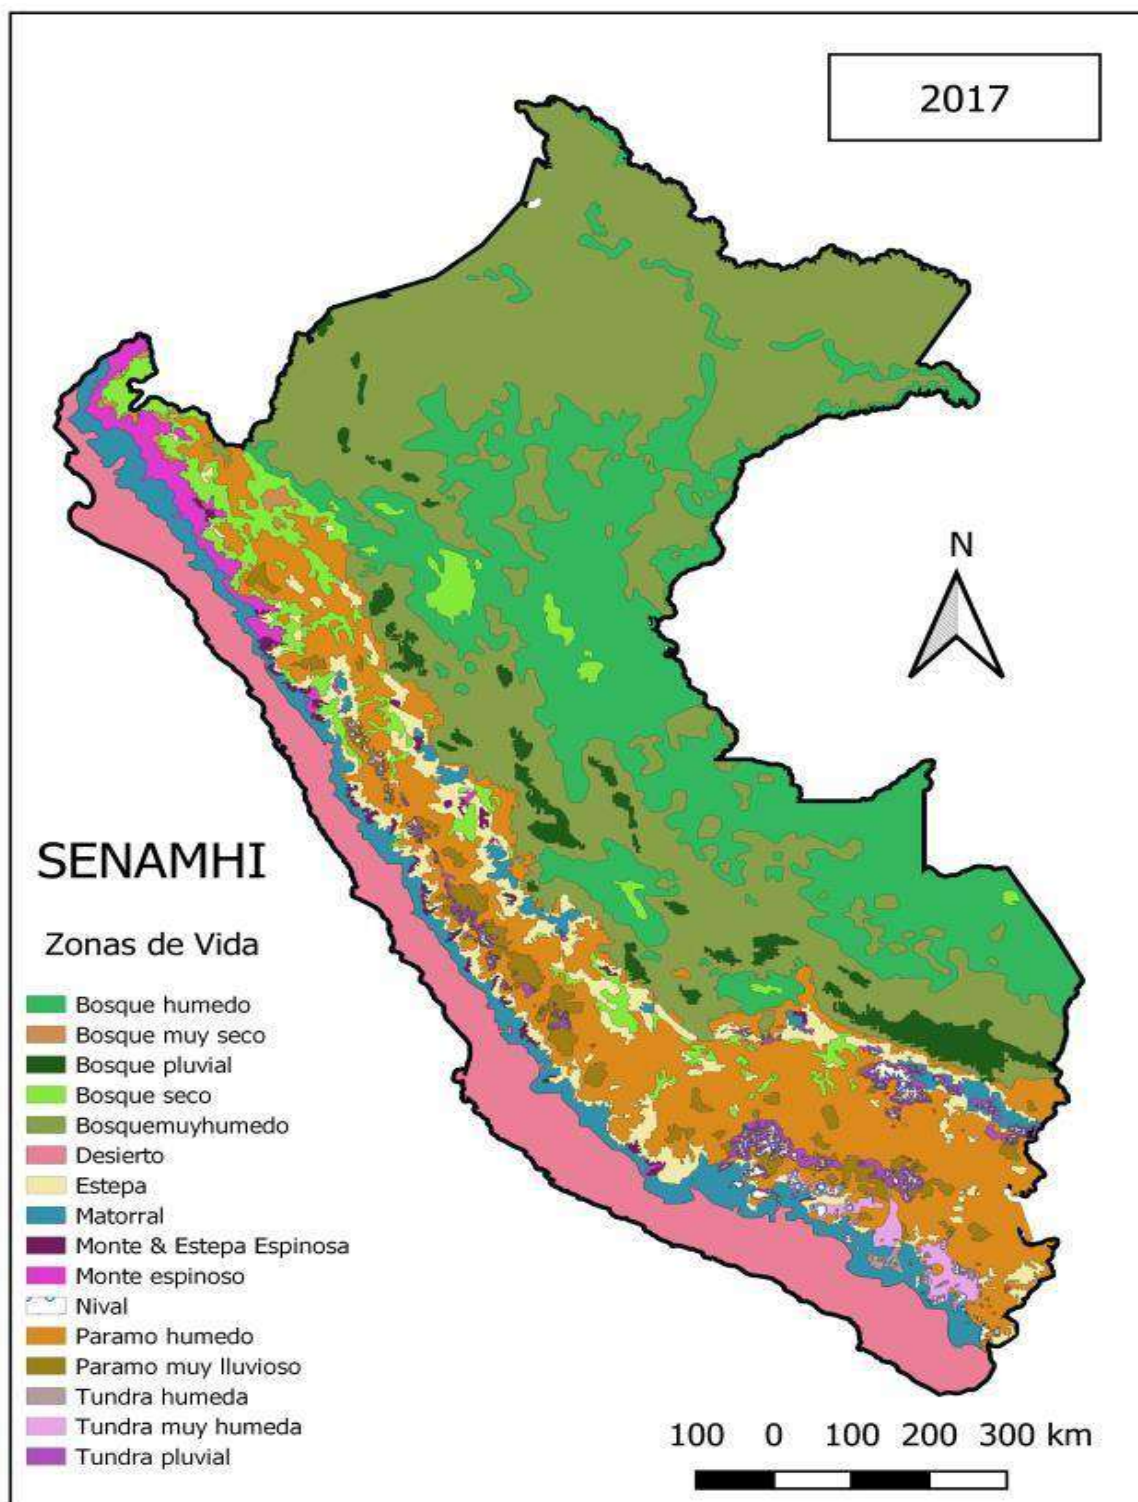 2017
N
SENAMHI
Zonas de Vida
Bosque humedo
Bosque muy seco
Bosque pluvial
Bosque seco
Bosquemuyhumedo
Desierto
Estepa
Matorral
Monte & Estepa Espinosa
Monte espinoso
Nival
Paramo humedo
Paramo muy lluvioso
Tundra humeda
Tundra muy humeda
Tundra pluvial
100 0 100 200 300 km